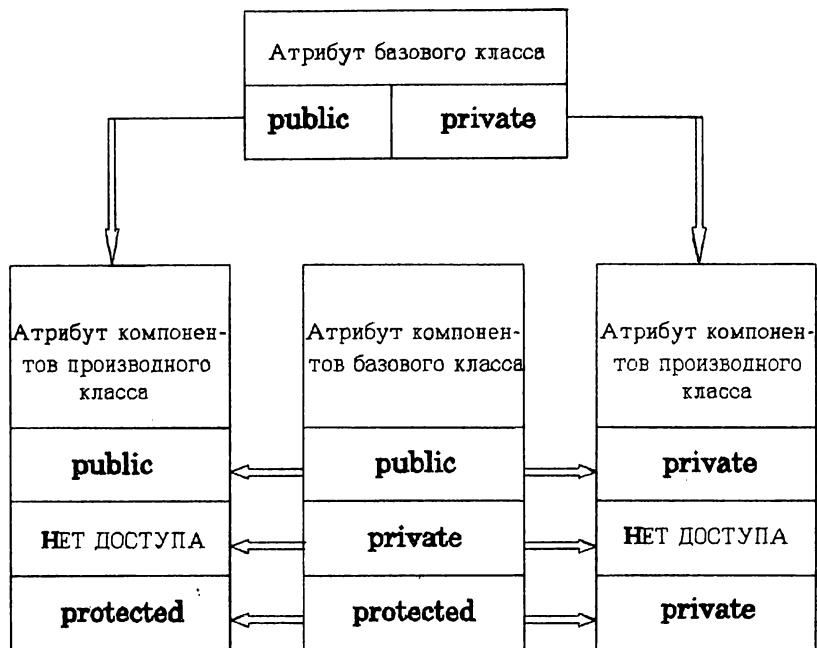 Атрибут базового класса
public private
Атрибут компонен-
тов производного
класса
Атрибут компонен-
тов базового класса
Атрибут компонен-
тов производного
класса
public public private
НЕТ ДОСТУПА private НЕТ ДОСТУПА
protected protected private